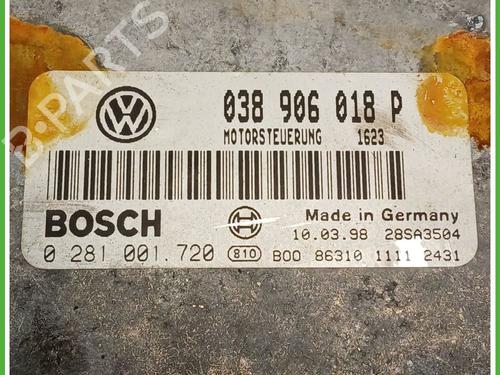 B-PARTS
038 906 018 P
MOTORSTEUERUNG 1623
BOSCH
Made in Germany
10.03.98 28SA3504
0 281 001.720 810 B00 86310 1111 2431